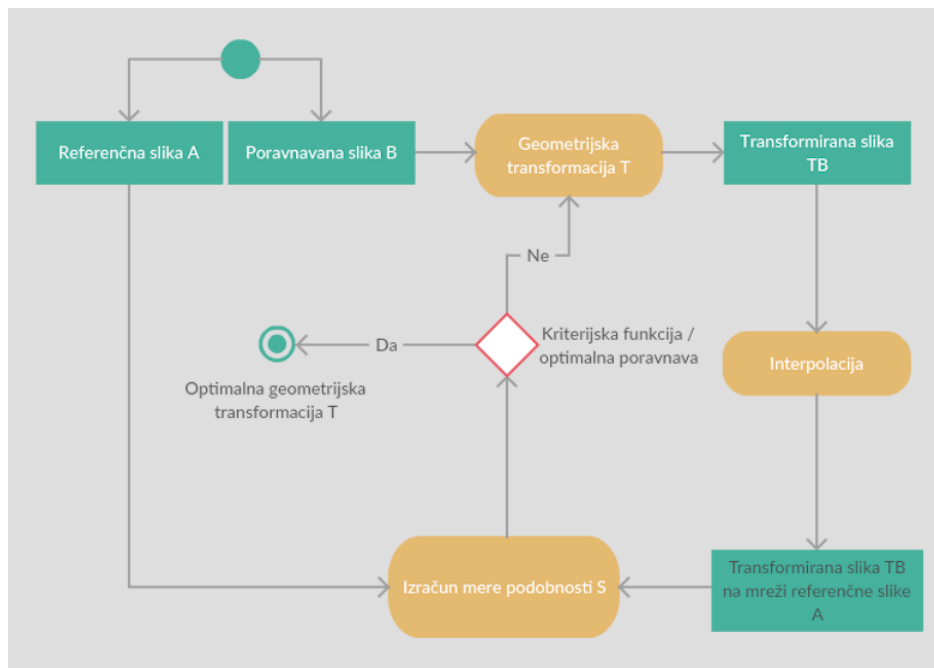 Referenčna slika A
Poravnavana slika B
Geometrijska
transformacija T
Transformirana slika
TB
Ne
Kriterijska funkcija /
optimalna poravnava
Da
Optimalna geometrijska
transformacija T
Interpolacija
Izračun mere podobnosti S
Transformirana slika TB
na mreži referenčne slike
A